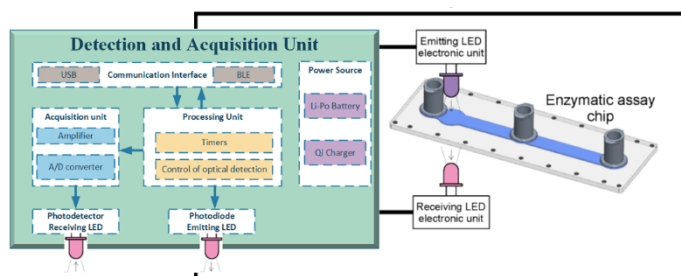 Detection and Acquisition Unit
USB
Communication Interface
BLE
Power Source
Li-Po Battery
Qi Charger
Acquisition unit
Amplifier
A/D converter
Processing Unit
Timers
Control of optical detection
Photodetector
Receiving LED
Photodiode
Emitting LED
Emitting LED
electronic unit
Enzymatic assay
chip
Receiving LED
electronic unit